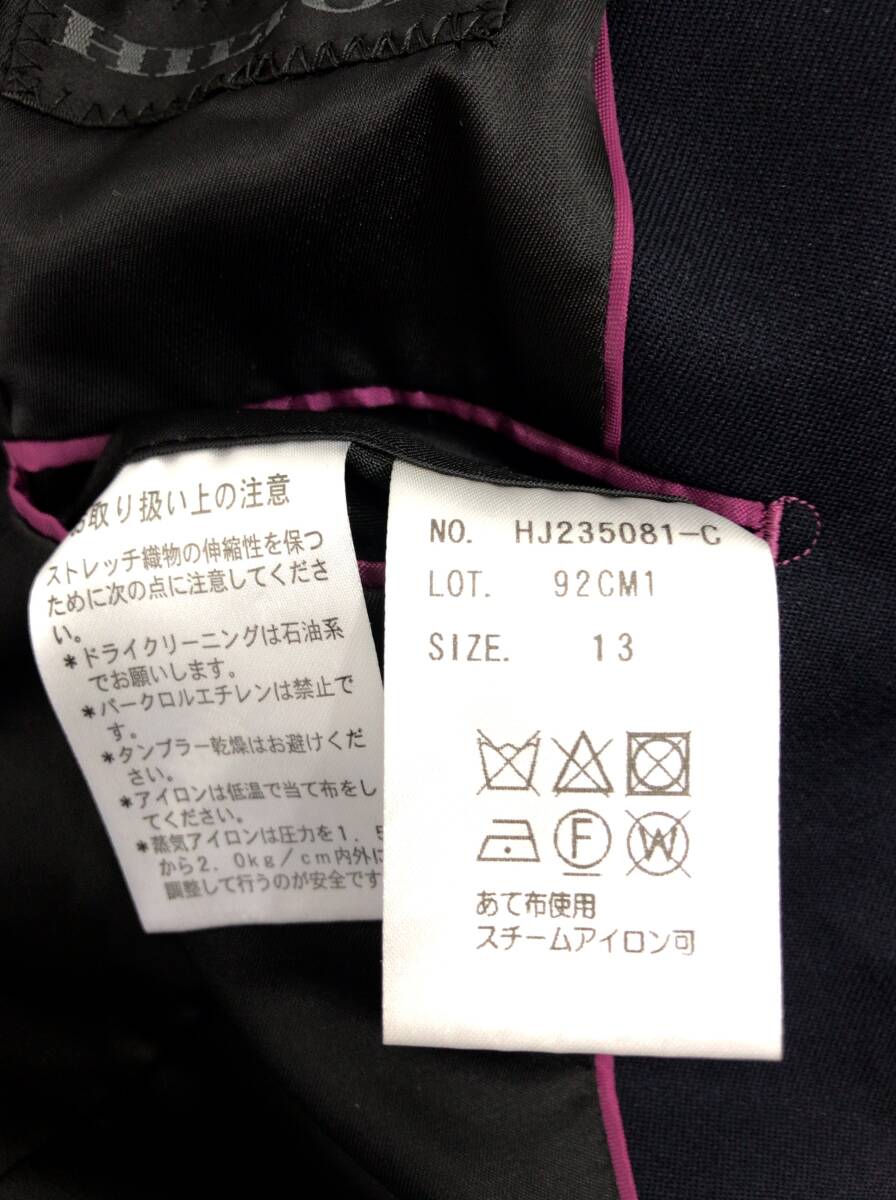 お取り扱い上の注意
ストレッチ織物の伸縮性を保つ
ために次の点に注意してくださ
い。
*ドライクリーニングは石油系
でお願いします。
*パークロルエチレンは禁止で
す。
*タンブラー乾燥はお避けくだ
さい。
*アイロンは低温で当て布をし
てください。
*蒸気アイロンは圧力を1.5
から2.0kg/cm内外に
調整して行うのが安全です
NO. HJ235081-C
LOT. 92CM1
SIZE. 13
F W
あて布使用
スチームアイロン可